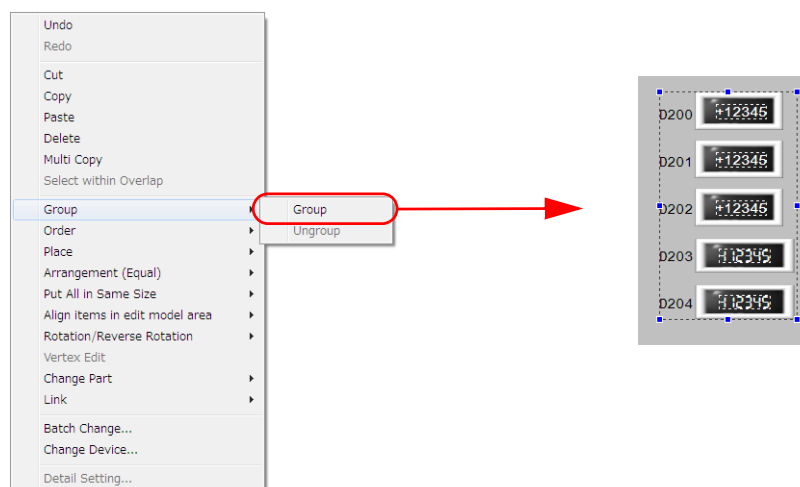 Undo
Redo
Cut
Copy
Paste
Delete
Multi Copy
Select within Overlap
Group
Group
Order
Ungroup
Place
Arrangement (Equal)
Put All in Same Size
Align items in edit model area
Rotation/Reverse Rotation
Vertex Edit
Change Part
Link
Batch Change...
Change Device...
Detail Setting...
D200 +12345
D201 +12345
D202 +12345
D203 +12345
D204 +12345